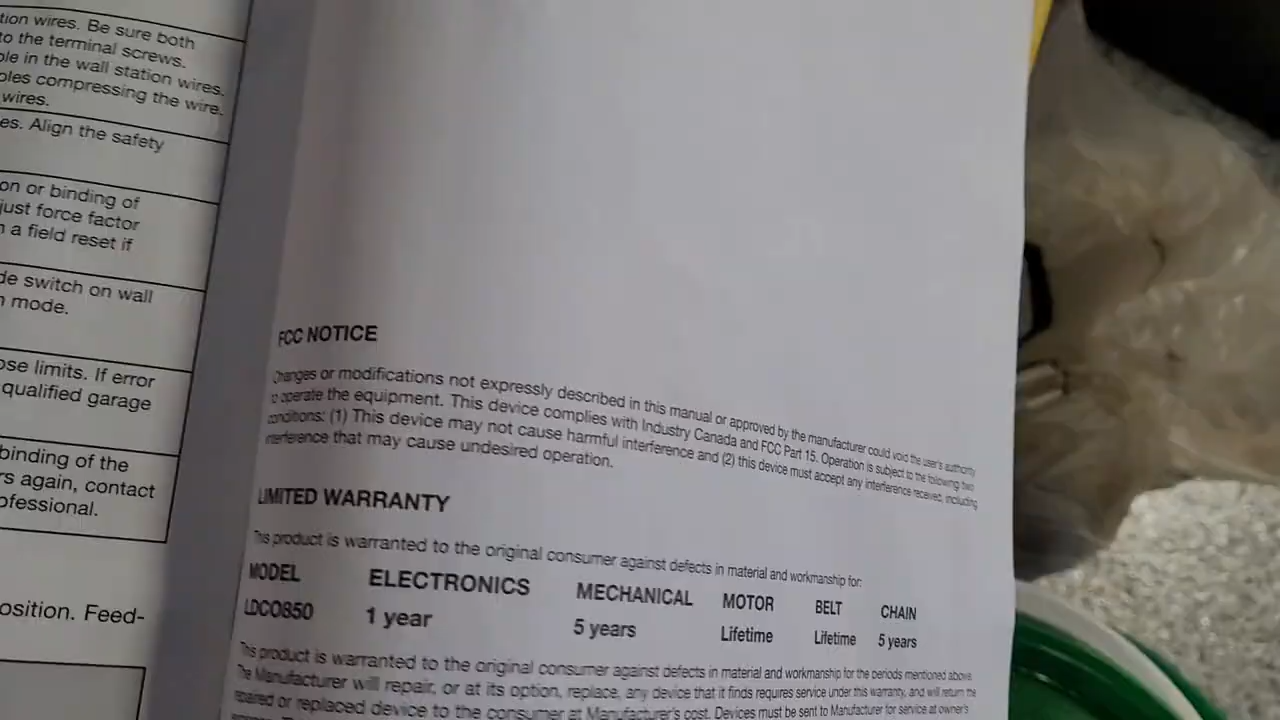 tion wires. Be sure both
to the terminal screws.
ole in the wall station wires.
ples compressing the wire.
wires.
es. Align the safety
on or binding of
just force factor
n a field reset if
de switch on wall
n mode.
ose limits. If error
qualified garage
binding of the
rs again, contact
ofessional.
osition. Feed-
FCC NOTICE
Changes or modifications not expressly described in this manual or approved by the manufacturer could void the user's authority
to operate the equipment. This device complies with Industry Canada and FCC Part 15. Operation is subject to the following two
conditions: (1) This device may not cause harmful interference and (2) this device must accept any interference received, including
interference that may cause undesired operation.
LIMITED WARRANTY
This product is warranted to the original consumer against defects in material and workmanship for:
MODEL ELECTRONICS MECHANICAL MOTOR BELT CHAIN
LDCO850 1 year 5 years Lifetime Lifetime 5 years
This product is warranted to the original consumer against defects in material and workmanship for the periods mentioned above.
The Manufacturer will repair, or at its option, replace, any device that it finds requires service under this warranty, and will return the
repaired or replaced device to the consumer at Manufacturer's cost. Devices must be sent to Manufacturer for service at owner's